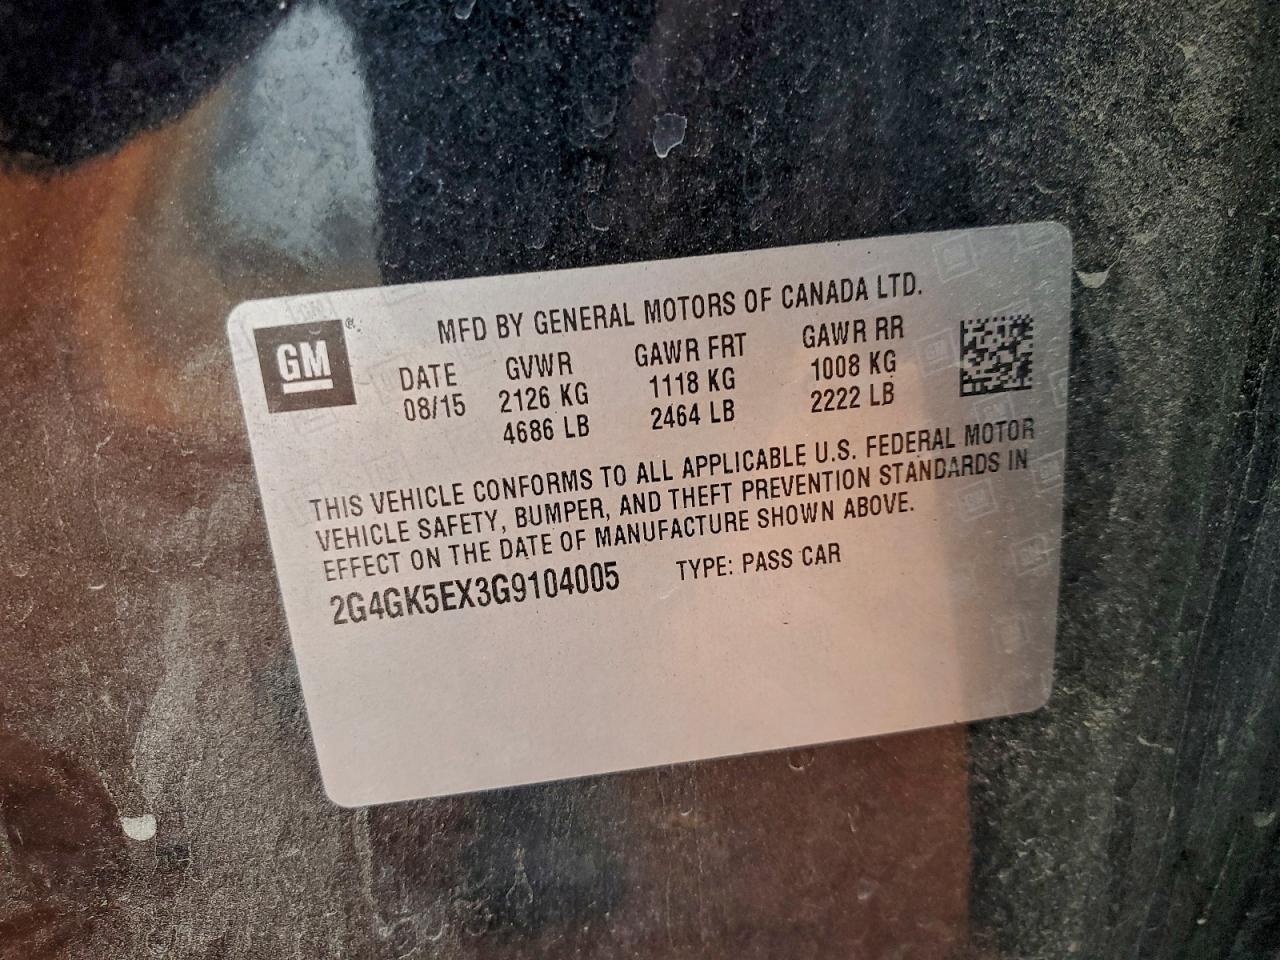 MFD BY GENERAL MOTORS OF CANADA LTD.
GM®
DATE GVWR GAWR FRT GAWR RR
08/15 2126 KG 1118 KG 1008 KG
4686 LB 2464 LB 2222 LB
THIS VEHICLE CONFORMS TO ALL APPLICABLE U.S. FEDERAL MOTOR
VEHICLE SAFETY, BUMPER, AND THEFT PREVENTION STANDARDS IN
EFFECT ON THE DATE OF MANUFACTURE SHOWN ABOVE.
2G4GK5EX3G9104005 TYPE: PASS CAR